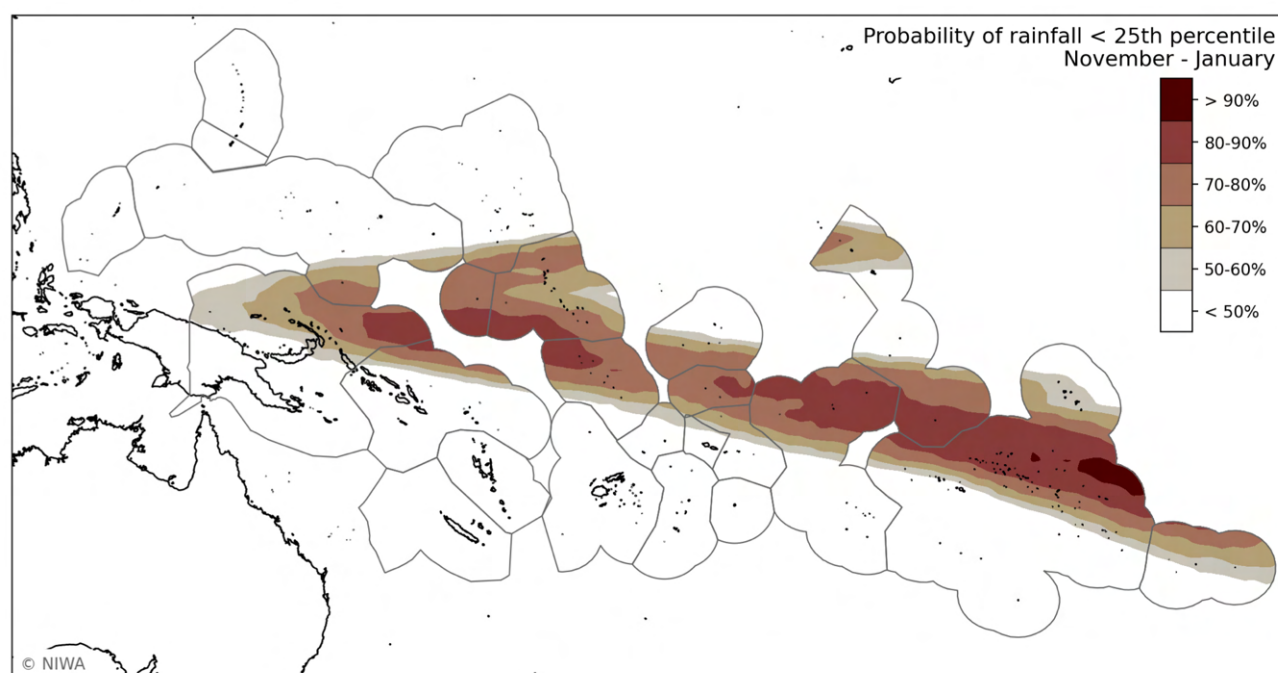 Probability of rainfall < 25th percentile
November - January
> 90%
80-90%
70-80%
60-70%
50-60%
< 50%
© NIWA